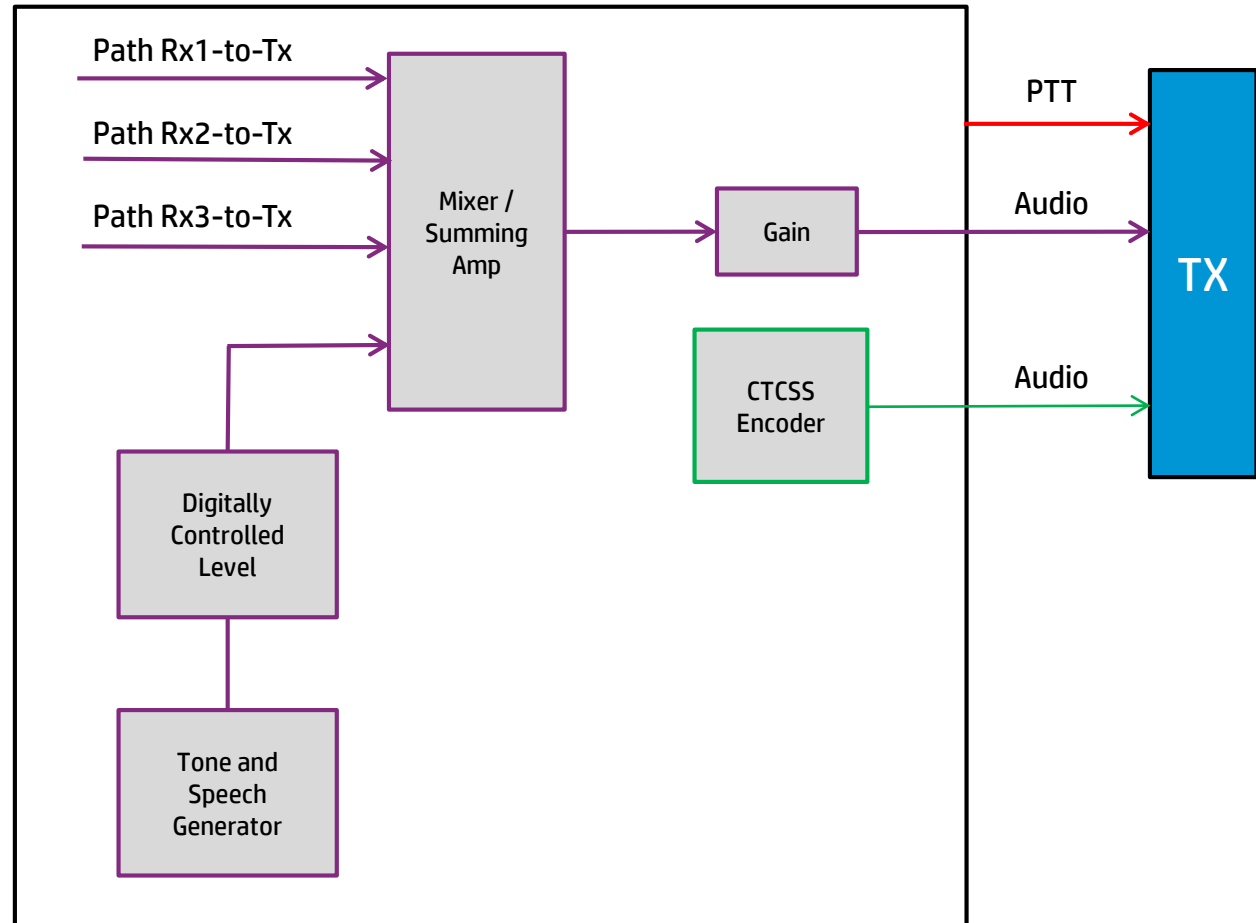 Path Rx1-to-Tx
Path Rx2-to-Tx
Path Rx3-to-Tx
Mixer /
Summing
Amp
Gain
PTT
Audio
TX
CTCSS
Encoder
Audio
Digitally
Controlled
Level
Tone and
Speech
Generator